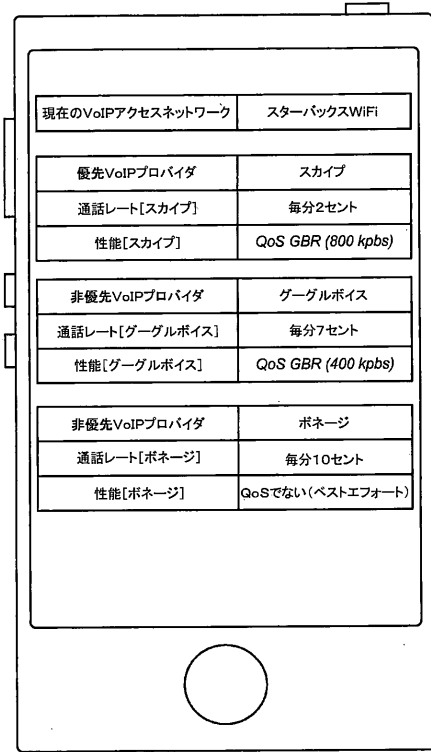 現在のVoIPアクセスネットワーク スターバックスWiFi
優先VoIPプロバイダ スカイプ
通話レート[スカイプ] 毎分2セント
性能[スカイプ] QoS GBR (800 kpbs)
非優先VoIPプロバイダ グーグルボイス
通話レート[グーグルボイス] 毎分7セント
性能[グーグルボイス] QoS GBR (400 kpbs)
非優先VoIPプロバイダ ボネージ
通話レート[ボネージ] 毎分10セント
性能[ボネージ] QoSでない(ベストエフォート)